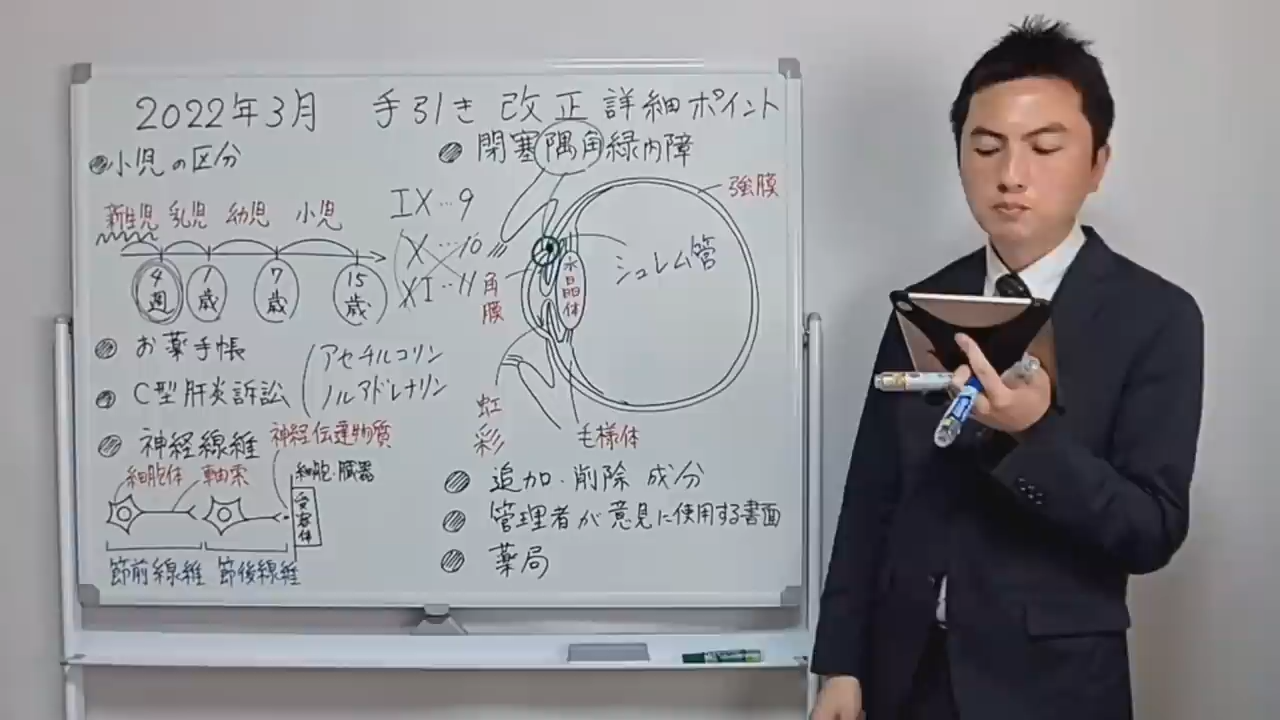 2022年3月 手引き 改正 詳細ポイント
小児の区分
新生児 乳児 幼児 小児
4週 1歳 7歳 15歳
IX…9
X…10
XI…11
お薬手帳
C型肝炎訴訟
アセチルコリン
ノルアドレナリン
神経線維
神経伝達物質
細胞体 軸索
細胞・臓器
受容体
節前線維 節後線維
閉塞隅角緑内障
強膜
シュレム管
水晶体
角膜
虹彩
毛様体
追加・削除 成分
管理者が意見に使用する書面
薬局